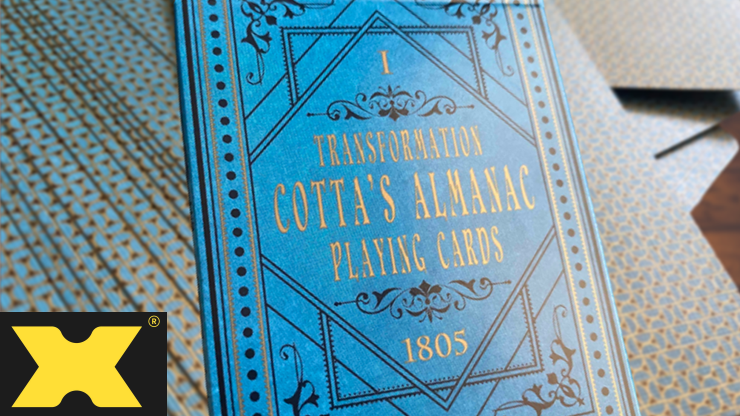 I
TRANSFORMATION
COTTA'S ALMANAC
PLAYING CARDS
1805
X®